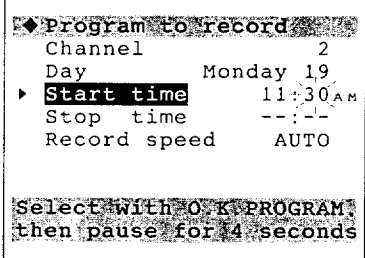 ◆Program to record
Channel 2
Day Monday 19
▶ Start time 11:30AM
Stop time --:--
Record speed AUTO
Select with O.K PROGRAM,
then pause for 4 seconds